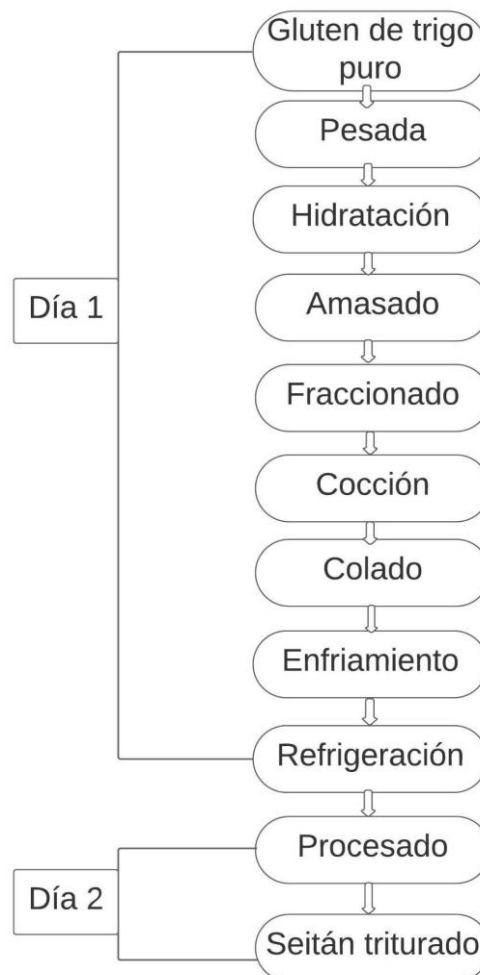 Gluten de trigo
puro
Pesada
Hidratación
Amasado
Día 1
Fraccionado
Cocción
Colado
Enfriamiento
Refrigeración
Procesado
Día 2
Seitán triturado